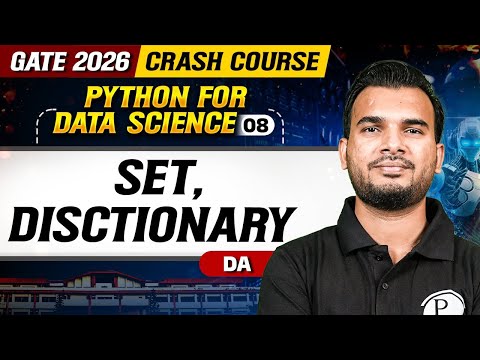 GATE 2026 CRASH COURSE
PYTHON FOR
DATA SCIENCE 08
SET,
DISCTIONARY
DA
P